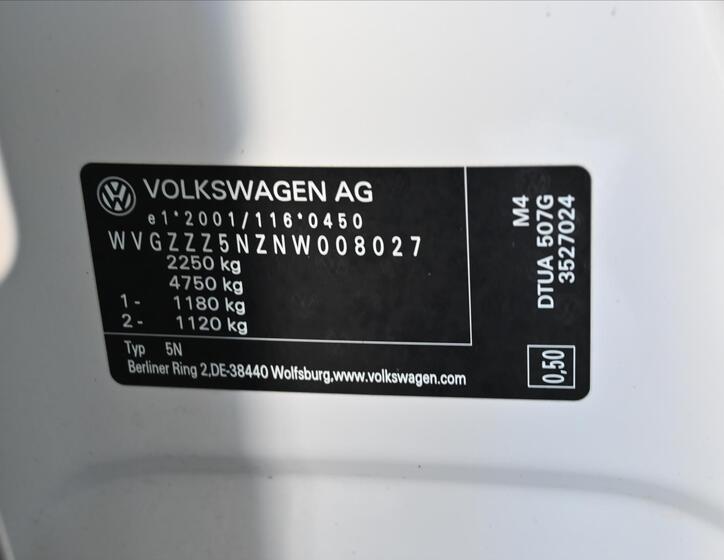 VOLKSWAGEN AG
e1*2001/116*0450
WVGZZZ5NZNW008027
2250 kg
4750 kg
1- 1180 kg
2- 1120 kg
Typ 5N
Berliner Ring 2,DE-38440 Wolfsburg,www.volkswagen.com
M4
DTUA 507G
3527024
0,50